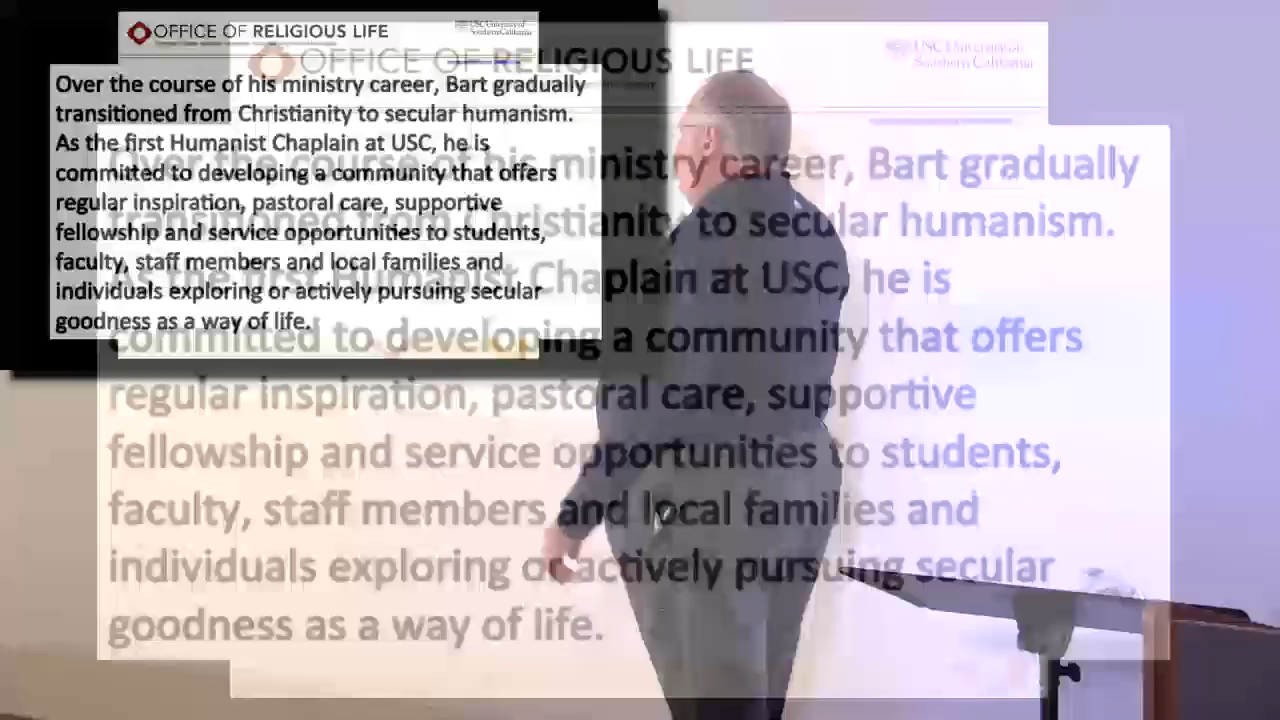 OFFICE OF RELIGIOUS LIFE
USC University of
Southern California
Over the course of his ministry career, Bart gradually
transitioned from Christianity to secular humanism.
As the first Humanist Chaplain at USC, he is
committed to developing a community that offers
regular inspiration, pastoral care, supportive
fellowship and service opportunities to students,
faculty, staff members and local families and
individuals exploring or actively pursuing secular
goodness as a way of life.
OFFICE OF RELIGIOUS LIFE
USC University of
Southern California
Over the course of his ministry career, Bart gradually
transitioned from Christianity to secular humanism.
As the first Humanist Chaplain at USC, he is
committed to developing a community that offers
regular inspiration, pastoral care, supportive
fellowship and service opportunities to students,
faculty, staff members and local families and
individuals exploring or actively pursuing secular
goodness as a way of life.